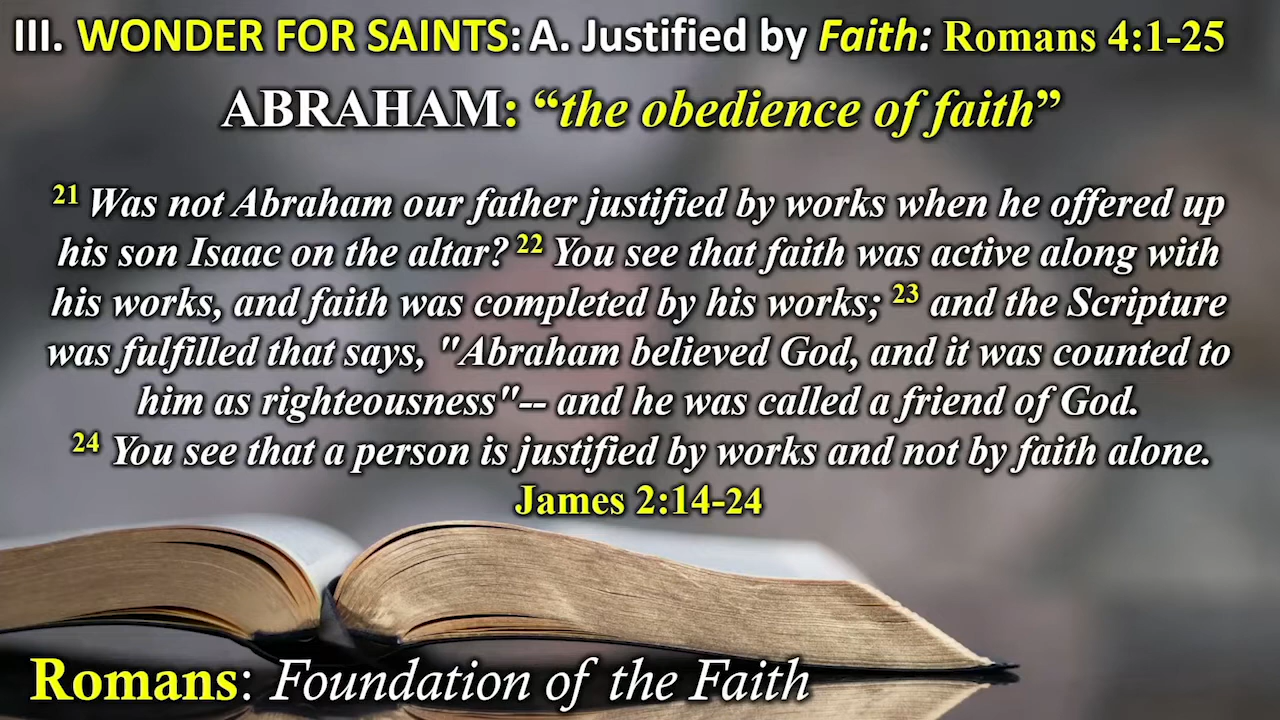 III. WONDER FOR SAINTS: A. Justified by Faith: Romans 4:1-25
ABRAHAM: “the obedience of faith”
21 Was not Abraham our father justified by works when he offered up
his son Isaac on the altar? 22 You see that faith was active along with
his works, and faith was completed by his works; 23 and the Scripture
was fulfilled that says, "Abraham believed God, and it was counted to
him as righteousness"-- and he was called a friend of God.
24 You see that a person is justified by works and not by faith alone.
James 2:14-24
Romans: Foundation of the Faith